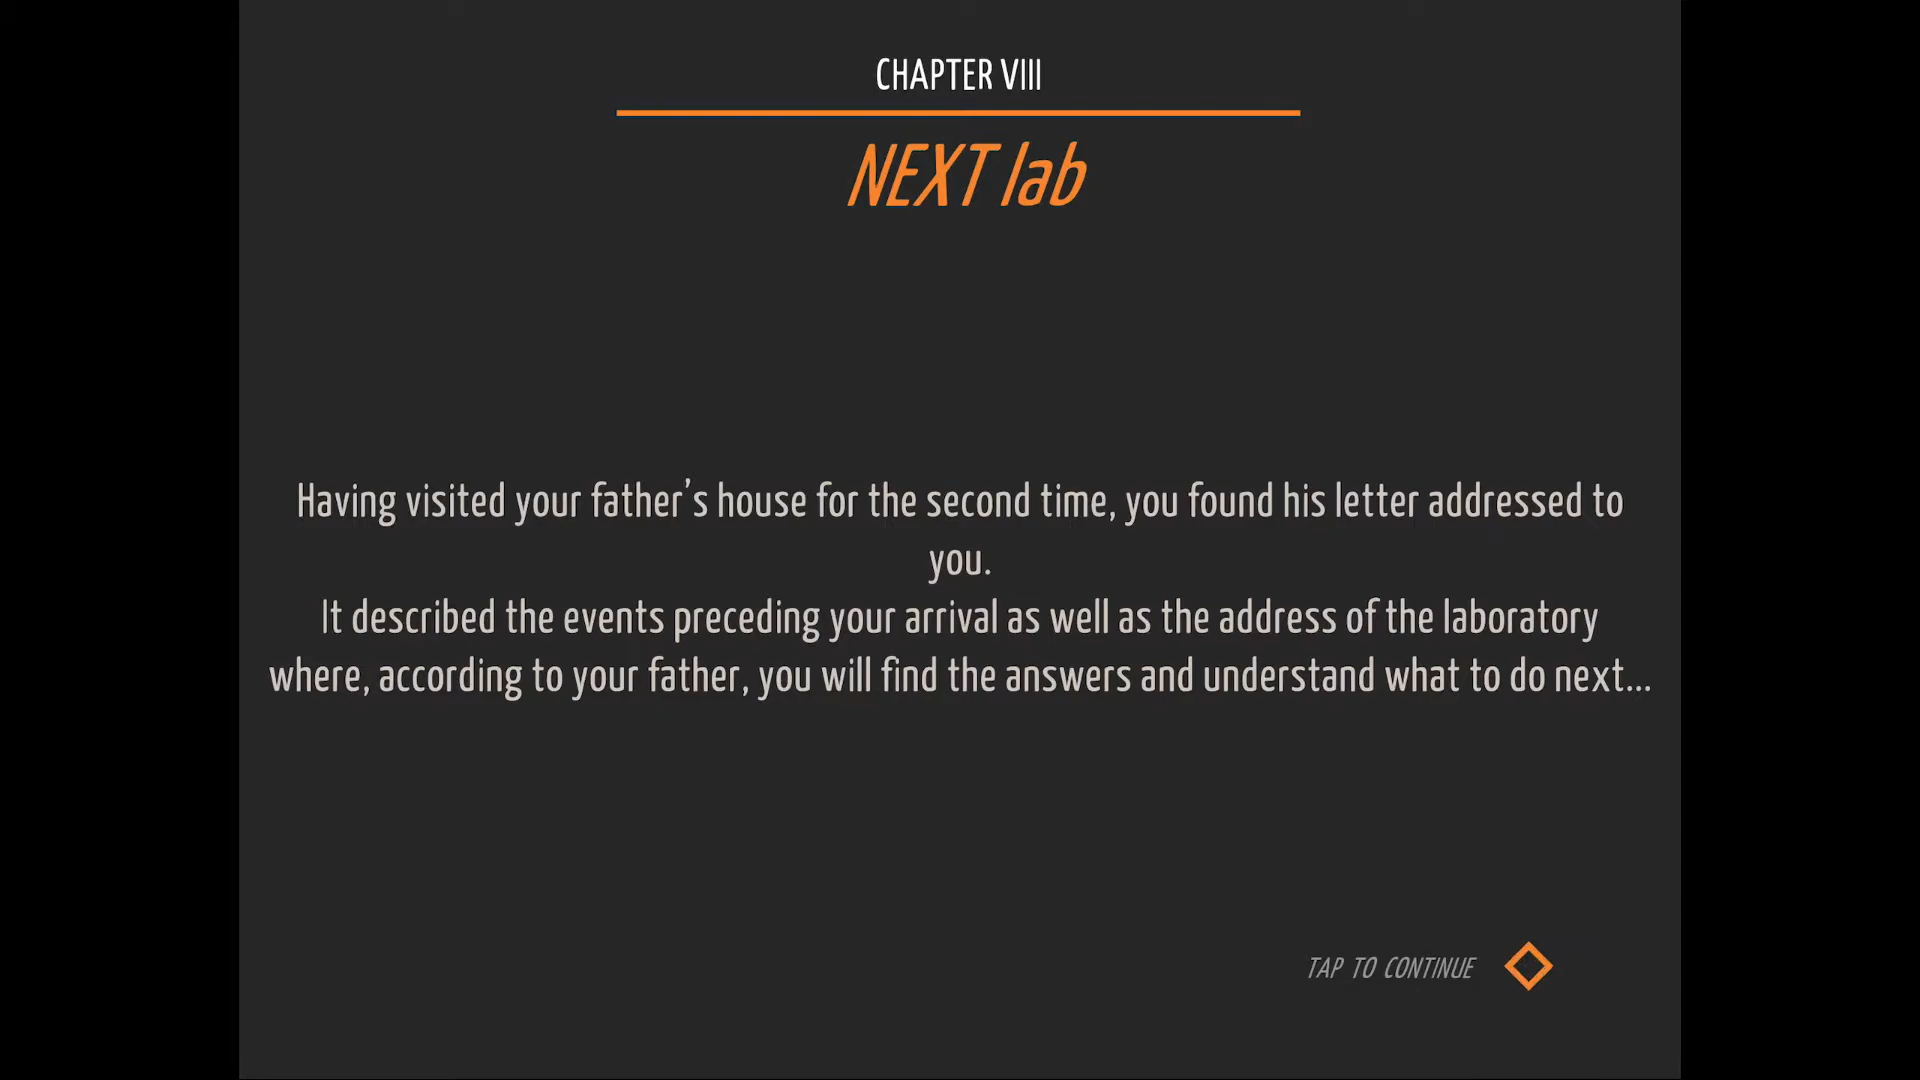 CHAPTER VIII
NEXT lab
Having visited your father’s house for the second time, you found his letter addressed to
you.
It described the events preceding your arrival as well as the address of the laboratory
where, according to your father, you will find the answers and understand what to do next...
TAP TO CONTINUE